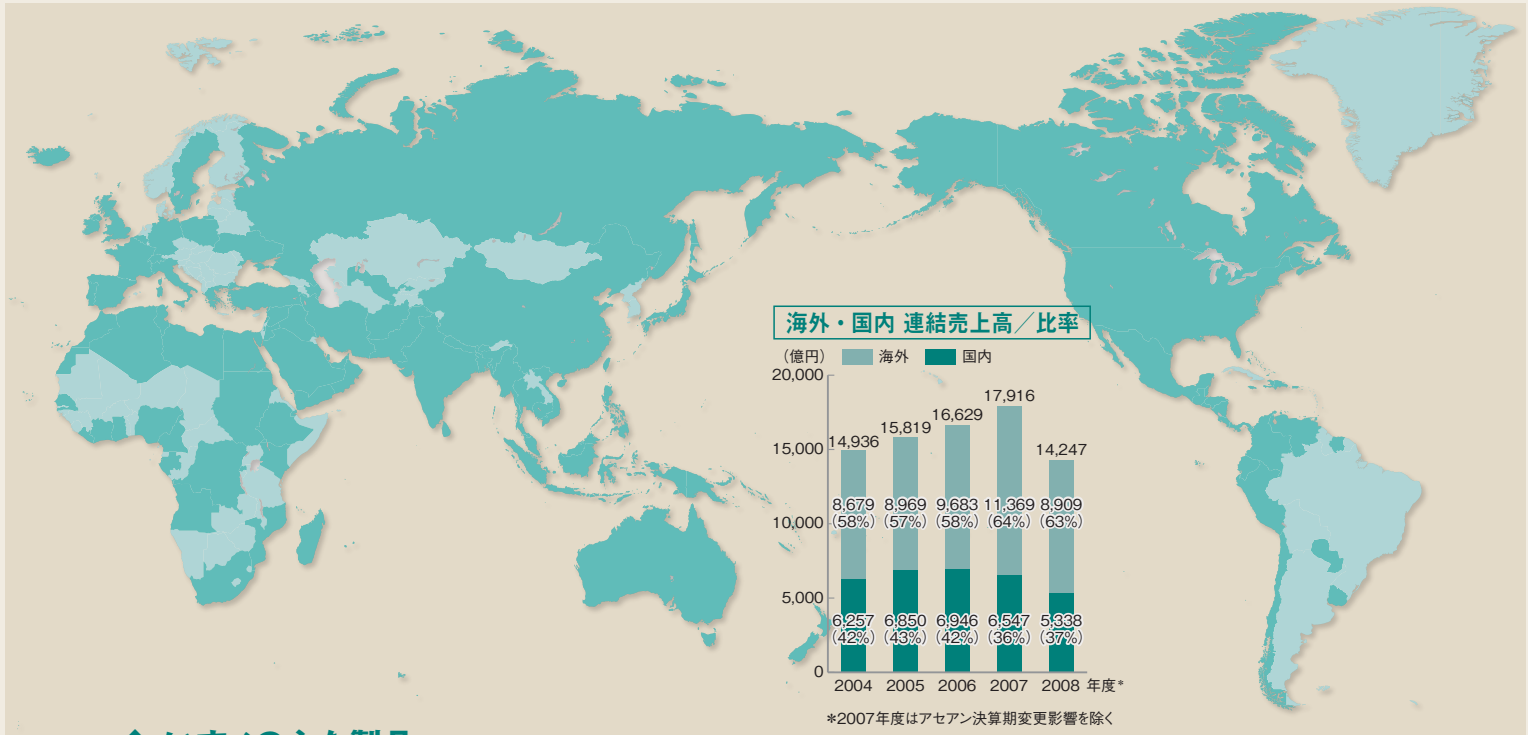 海外・国内 連結売上高／比率
（億円） 海外 国内
20,000
15,000
10,000
5,000
0
14,936 15,819 16,629 17,916 14,247
8,679 8,969 9,683 11,369 8,909
（58%） （57%） （58%） （64%） （63%）
6,257 6,850 6,946 6,547 5,338
（42%） （43%） （42%） （36%） （37%）
2004 2005 2006 2007 2008 年度*
*2007年度はアセアン決算期変更影響を除く